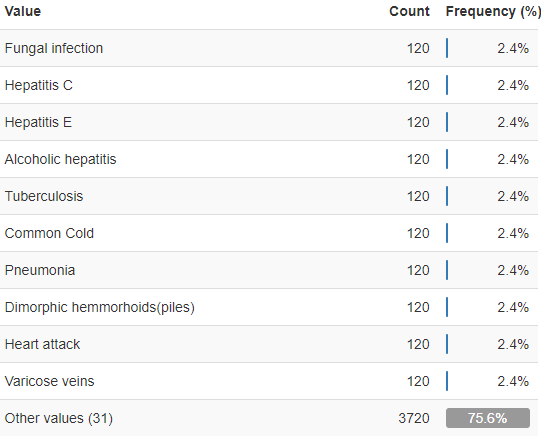 Value Count Frequency (%)
Fungal infection 120 2.4%
Hepatitis C 120 2.4%
Hepatitis E 120 2.4%
Alcoholic hepatitis 120 2.4%
Tuberculosis 120 2.4%
Common Cold 120 2.4%
Pneumonia 120 2.4%
Dimorphic hemmorhoids(piles) 120 2.4%
Heart attack 120 2.4%
Varicose veins 120 2.4%
Other values (31) 3720 75.6%